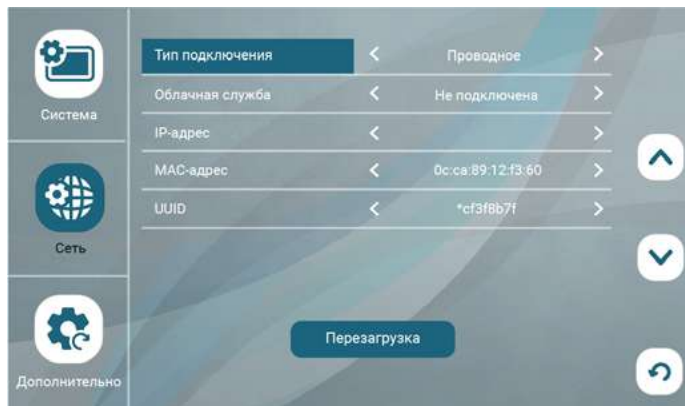 Система
Сеть
Дополнительно
Тип подключения Проводное
Облачная служба Не подключена
IP-адрес
MAC-адрес 0c:ca:89:12:f3:60
UUID *cf3f8b7f
Перезагрузка